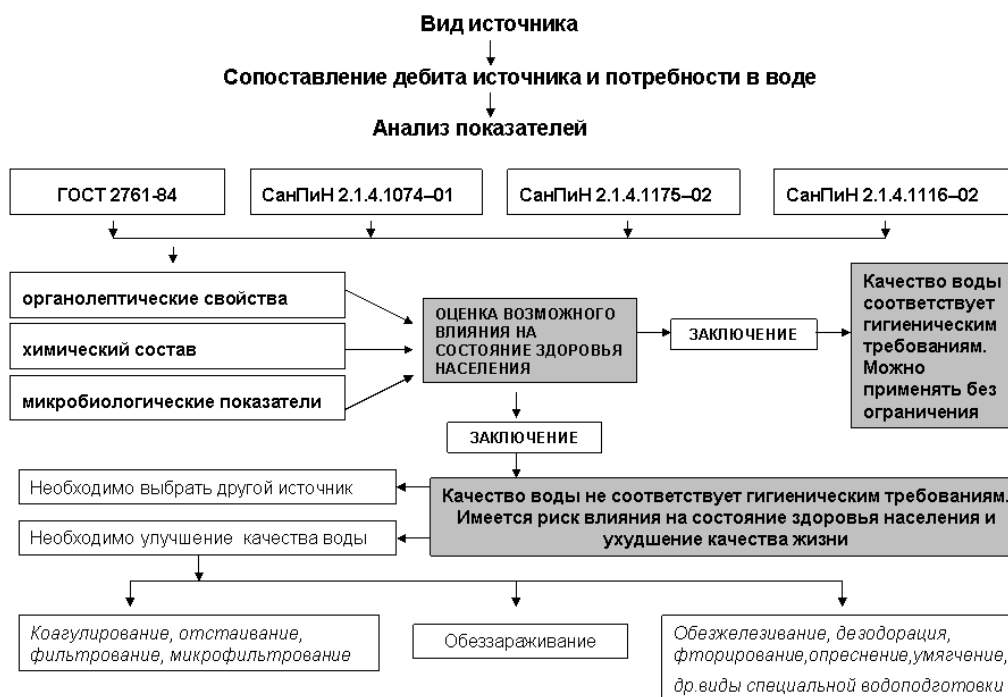 Вид источника
Сопоставление дебита источника и потребности в воде
Анализ показателей
ГОСТ 2761-84
СанПиН 2.1.4.1074–01
СанПиН 2.1.4.1175–02
СанПиН 2.1.4.1116–02
органолептические свойства
химический состав
микробиологические показатели
ОЦЕНКА ВОЗМОЖНОГО
ВЛИЯНИЯ НА
СОСТОЯНИЕ ЗДОРОВЬЯ
НАСЕЛЕНИЯ
ЗАКЛЮЧЕНИЕ
Качество воды
соответствует
гигиеническим
требованиям.
Можно
применять без
ограничения
ЗАКЛЮЧЕНИЕ
Необходимо выбрать другой источник
Необходимо улучшение качества воды
Качество воды не соответствует гигиеническим требованиям.
Имеется риск влияния на состояние здоровья населения и
ухудшение качества жизни
Коагулирование, отстаивание,
фильтрование, микрофильтрование
Обеззараживание
Обезжелезивание, дезодорация,
фторирование,опреснение,умягчение,
др.виды специальной водоподготовки